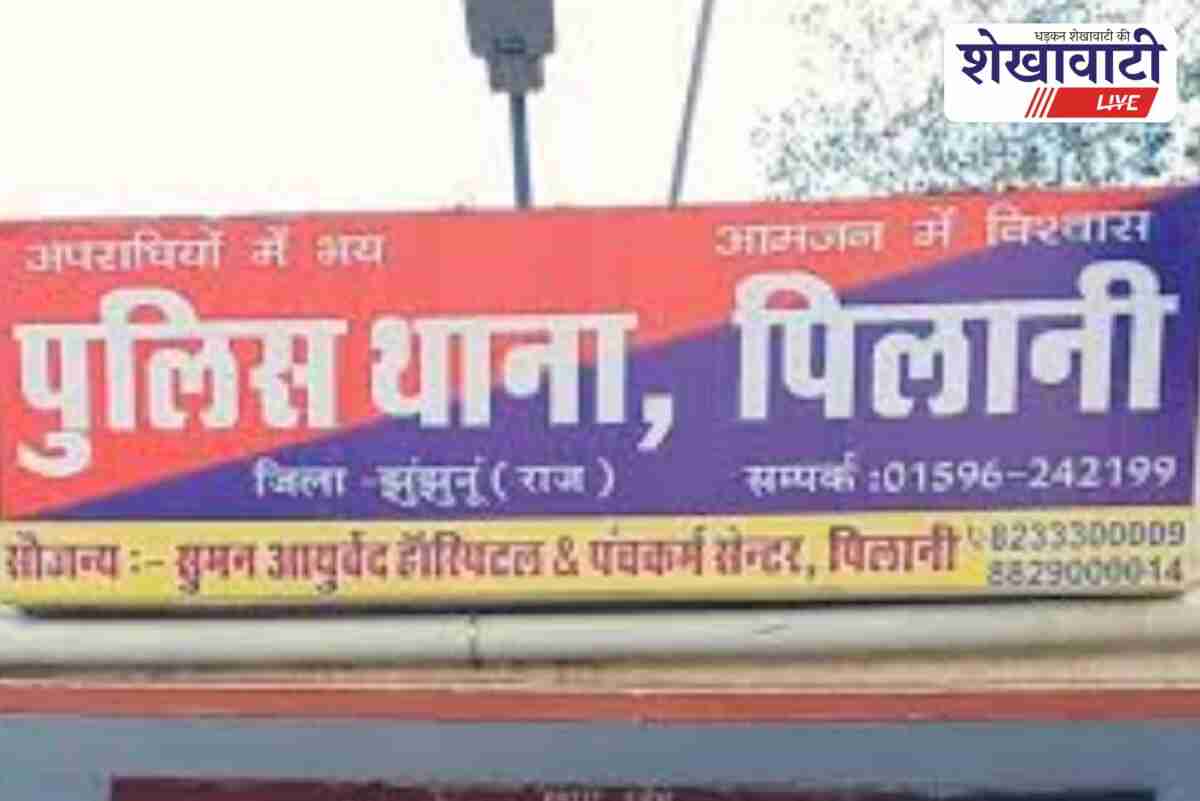 धड़कन शेखावाटी की
शेखावाटी
LIVE
अपराधियों में भय आमजन में विश्वास
पुलिस थाना, पिलानी
जिला -झुंझुनूं ( राज ) सम्पर्क :01596-242199
सौजन्य :- सुमन आयुर्वेद हॉस्पिटल & पंचकर्म सेन्टर, पिलानी 8233300009
8829000014